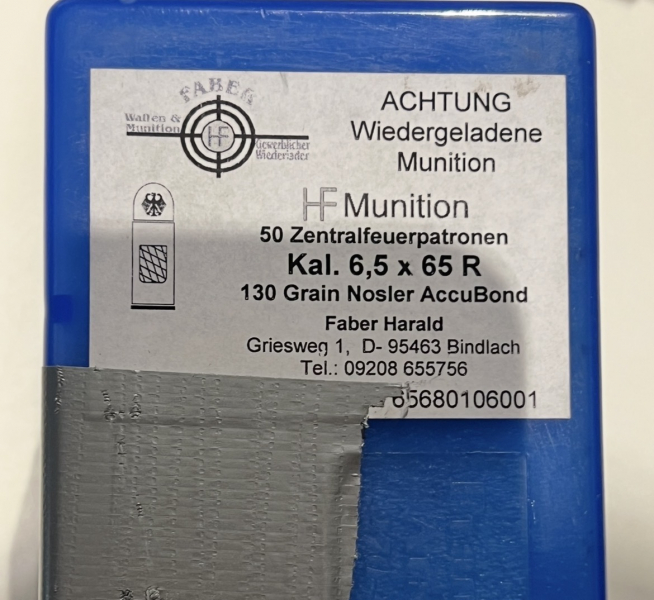 FABER
Waffen &
Munition
HF
Gewerblicher
Wiederlader
ACHTUNG
Wiedergeladene
Munition
HF Munition
50 Zentralfeuerpatronen
Kal. 6,5 x 65 R
130 Grain Nosler AccuBond
Faber Harald
Griesweg 1, D- 95463 Bindlach
Tel.: 09208 655756
65680106001